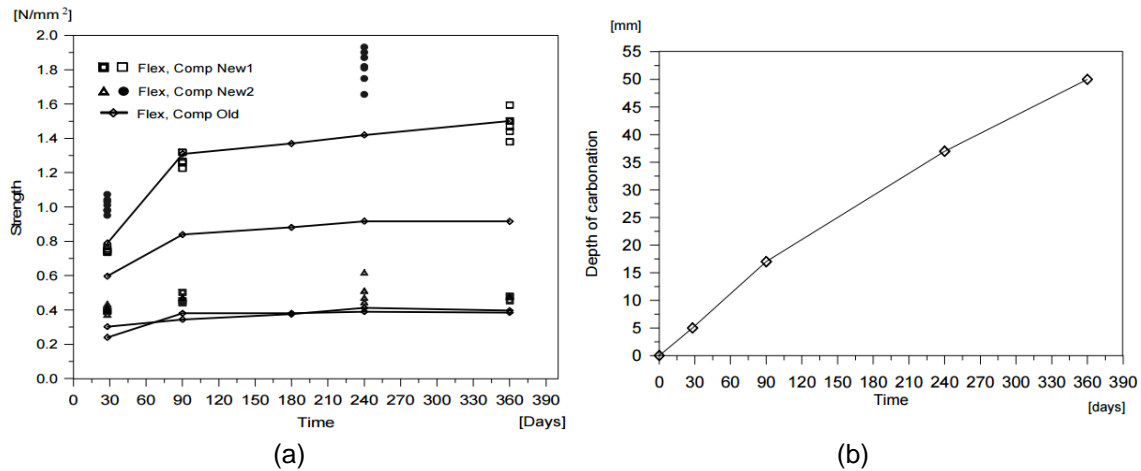 [N/mm 2]
2.0
1.8
1.6
1.4
1.2
1.0
0.8
0.6
0.4
0.2
0.0
Strength
Flex, Comp New1
Flex, Comp New2
Flex, Comp Old
0 30 60 90 120 150 180 210 240 270 300 330 360 390
Time
[Days]
(a)
[mm]
55
50
45
40
35
30
25
20
15
10
5
0
Depth of carbonation
0 30 60 90 120 150 180 210 240 270 300 330 360 390
Time
[days]
(b)